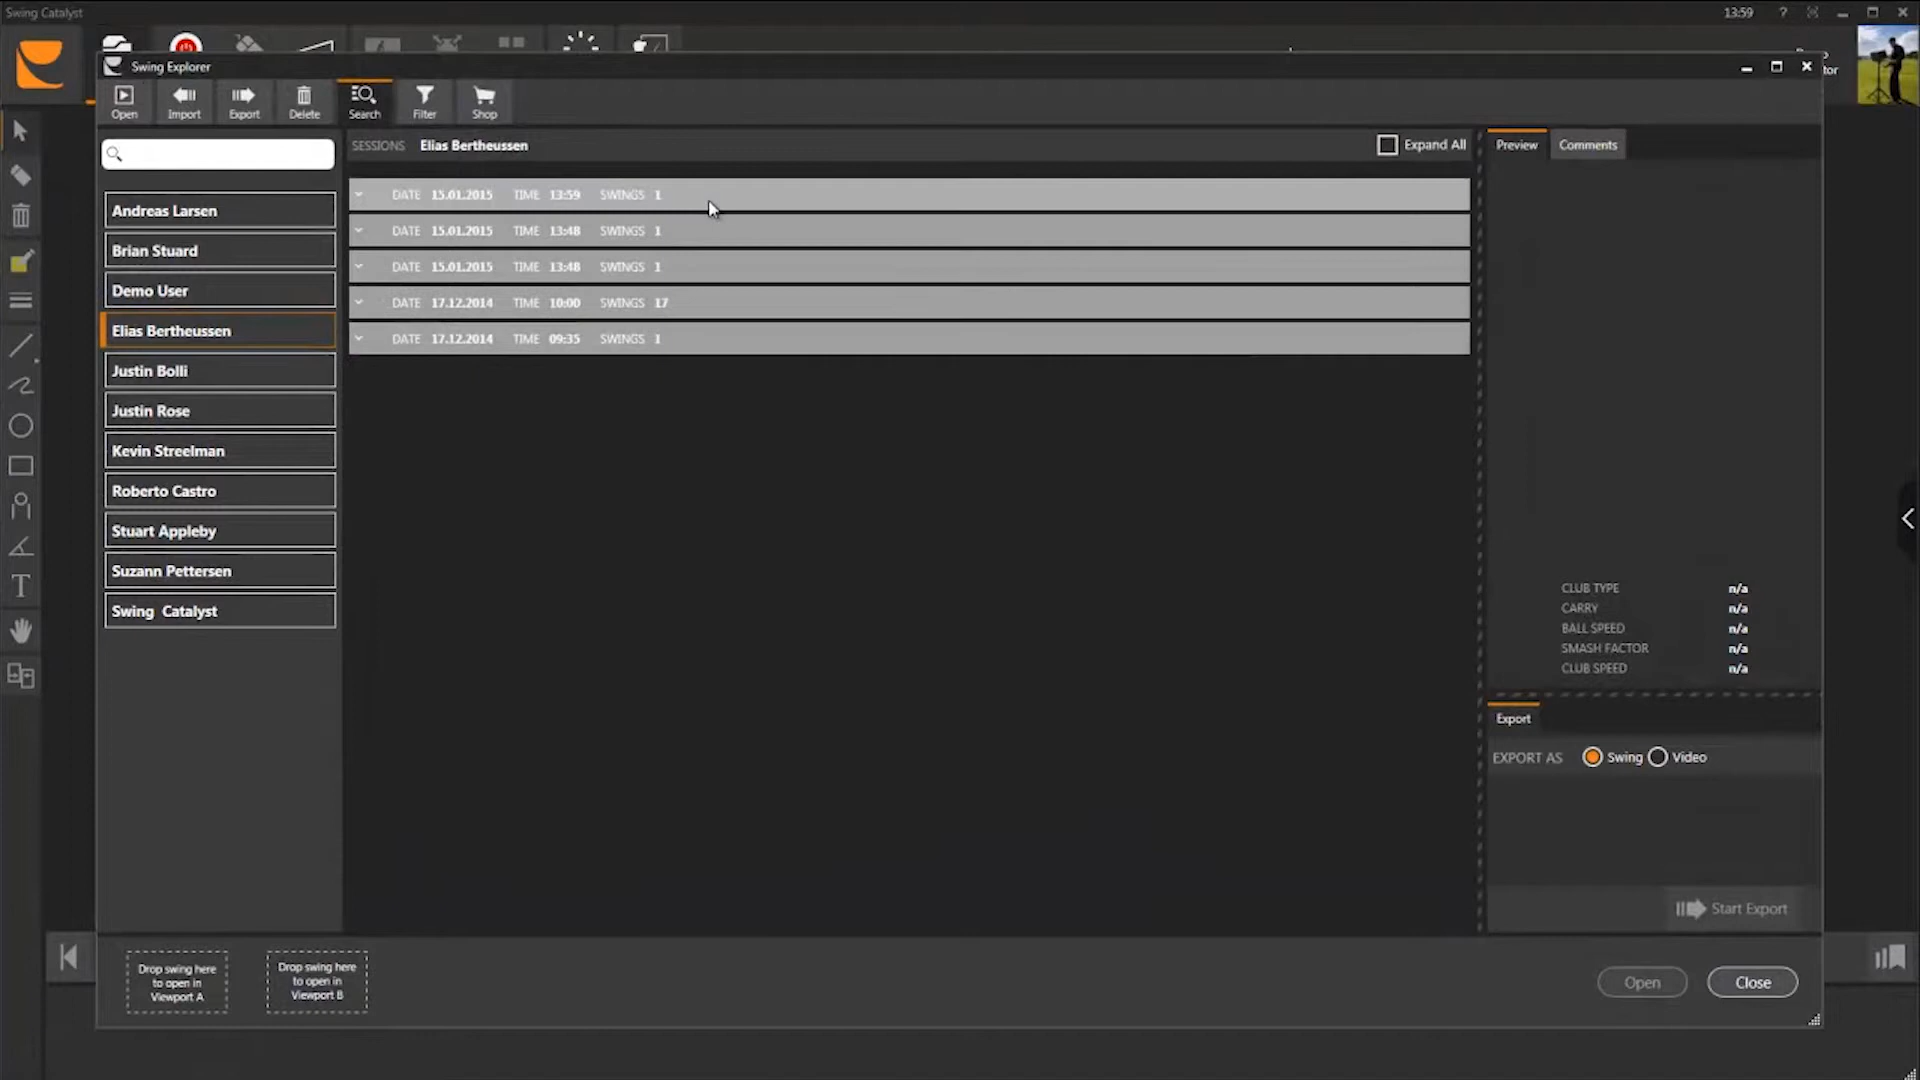 Swing Catalyst
13:59
?
tor
Swing Explorer
Open
Import
Export
Delete
Search
Filter
Shop
SESSIONS Elias Bertheussen
Expand All
Preview
Comments
Andreas Larsen
Brian Stuard
Demo User
Elias Bertheussen
Justin Bolli
Justin Rose
Kevin Streelman
Roberto Castro
Stuart Appleby
Suzann Pettersen
Swing Catalyst
DATE 15.01.2015 TIME 13:59 SWINGS 1
DATE 15.01.2015 TIME 13:48 SWINGS 1
DATE 15.01.2015 TIME 13:48 SWINGS 1
DATE 17.12.2014 TIME 10:00 SWINGS 17
DATE 17.12.2014 TIME 09:35 SWINGS 1
T
CLUB TYPE n/a
CARRY n/a
BALL SPEED n/a
SMASH FACTOR n/a
CLUB SPEED n/a
Export
EXPORT AS Swing Video
Start Export
Drop swing here
to open in
Viewport A
Drop swing here
to open in
Viewport B
Open
Close